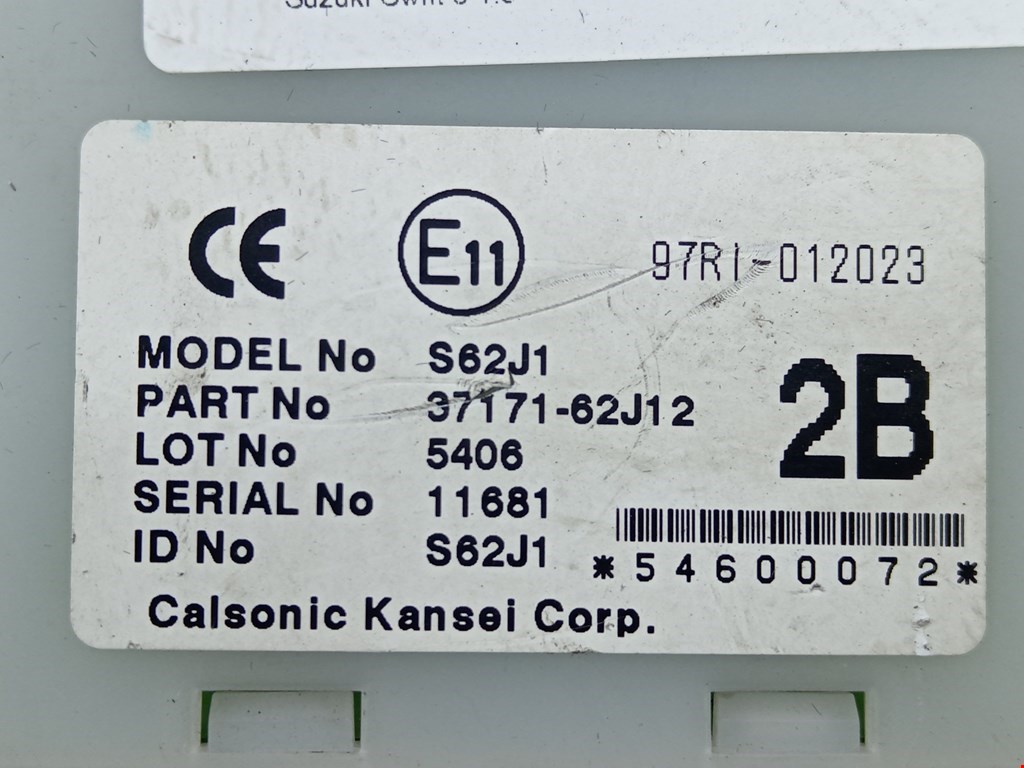 CE E11 97RI-012023
MODEL No S62J1
PART No 37171-62J12
2B
LOT No 5406
SERIAL No 11681
ID No S62J1
*54600072*
Calsonic Kansei Corp.